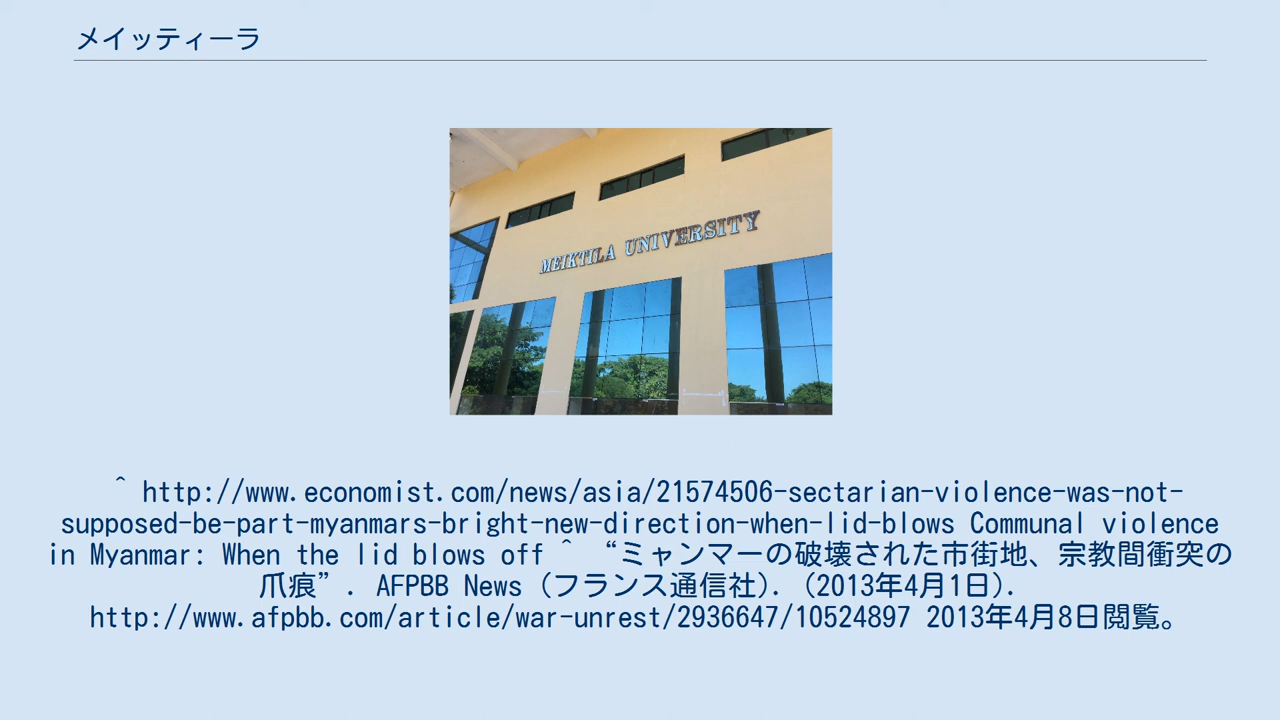 メイッティーラ
MEIKTILA UNIVERSITY
^ http://www.economist.com/news/asia/21574506-sectarian-violence-was-not-
supposed-be-part-myanmars-bright-new-direction-when-lid-blows Communal violence
in Myanmar: When the lid blows off ^ “ミャンマーの破壊された市街地、宗教間衝突の
爪痕”. AFPBB News (フランス通信社). (2013年4月1日).
http://www.afpbb.com/article/war-unrest/2936647/10524897 2013年4月8日閲覧。